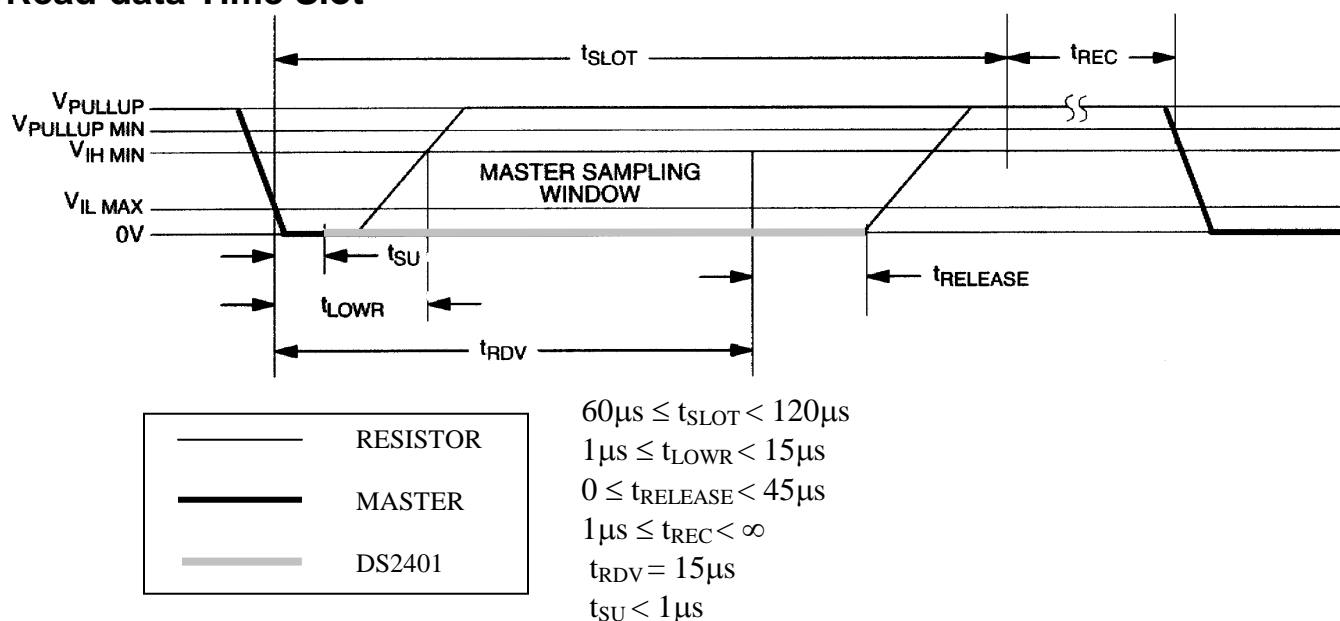 Read-data Time Slot
tSLOT
tREC
VPULLUP
VPULLUP MIN
VIH MIN
MASTER SAMPLING
WINDOW
VIL MAX
0V
tSU
tRELEASE
tLOWR
tRDV
RESISTOR
MASTER
DS2401
60μs ≤ tSLOT < 120μs
1μs ≤ tLOWR < 15μs
0 ≤ tRELEASE < 45μs
1μs ≤ tREC < ∞
tRDV = 15μs
tSU < 1μs